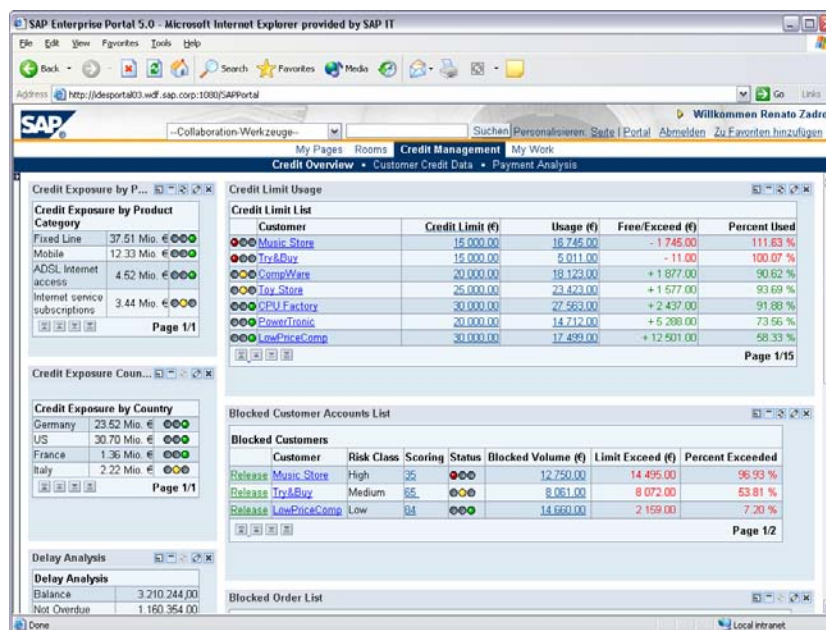 SAP Enterprise Portal 5.0 - Microsoft Internet Explorer provided by SAP IT
File Edit View Favorites Tools Help
Back Search Favorites Media
Address http://idesportal03.wdf.sap.corp:1080/SAPPortal Go Links
SAP Willkommen Renato Zadro
--Collaboration-Werkzeuge-- Suchen Personalisieren: Seite | Portal Abmelden Zu Favoriten hinzufügen
My Pages Rooms Credit Management My Work
Credit Overview • Customer Credit Data • Payment Analysis
Credit Exposure by P...
Credit Exposure by Product
Category
Fixed Line 37.51 Mio. €
Mobile 12.33 Mio. €
ADSL Internet
access 4.52 Mio. €
Internet service
subscriptions 3.44 Mio. €
Page 1/1
Credit Exposure Coun...
Credit Exposure by Country
Germany 23.52 Mio. €
US 30.70 Mio. €
France 1.36 Mio. €
Italy 2.22 Mio. €
Page 1/1
Delay Analysis
Delay Analysis
Balance 3.210.244,00
Not Overdue 1.160.354,00
Credit Limit Usage
Credit Limit List
Customer Credit Limit (€) Usage (€) Free/Exceed (€) Percent Used
Music Store 15 000.00 16 745.00 - 1 745.00 111.63 %
Try&Buy 15 000.00 5 011.00 - 11.00 100.07 %
CompWare 20 000.00 18 123.00 + 1 877.00 90.62 %
Toy Store 25 000.00 23 423.00 + 1 577.00 93.69 %
CPU Factory 30 000.00 27 563.00 + 2 437.00 91.88 %
PowerTronic 20 000.00 14 712.00 + 5 288.00 73.56 %
LowPriceComp 30 000.00 17 499.00 + 12 501.00 58.33 %
Page 1/15
Blocked Customer Accounts List
Blocked Customers
Customer Risk Class Scoring Status Blocked Volume (€) Limit Exceed (€) Percent Exceeded
Release Music Store High 35 12 750.00 14 495.00 96.93 %
Release Try&Buy Medium 65 8 061.00 8 072.00 53.81 %
Release LowPriceComp Low 84 14 660.00 2 159.00 7.20 %
Page 1/2
Blocked Order List
Done Local intranet